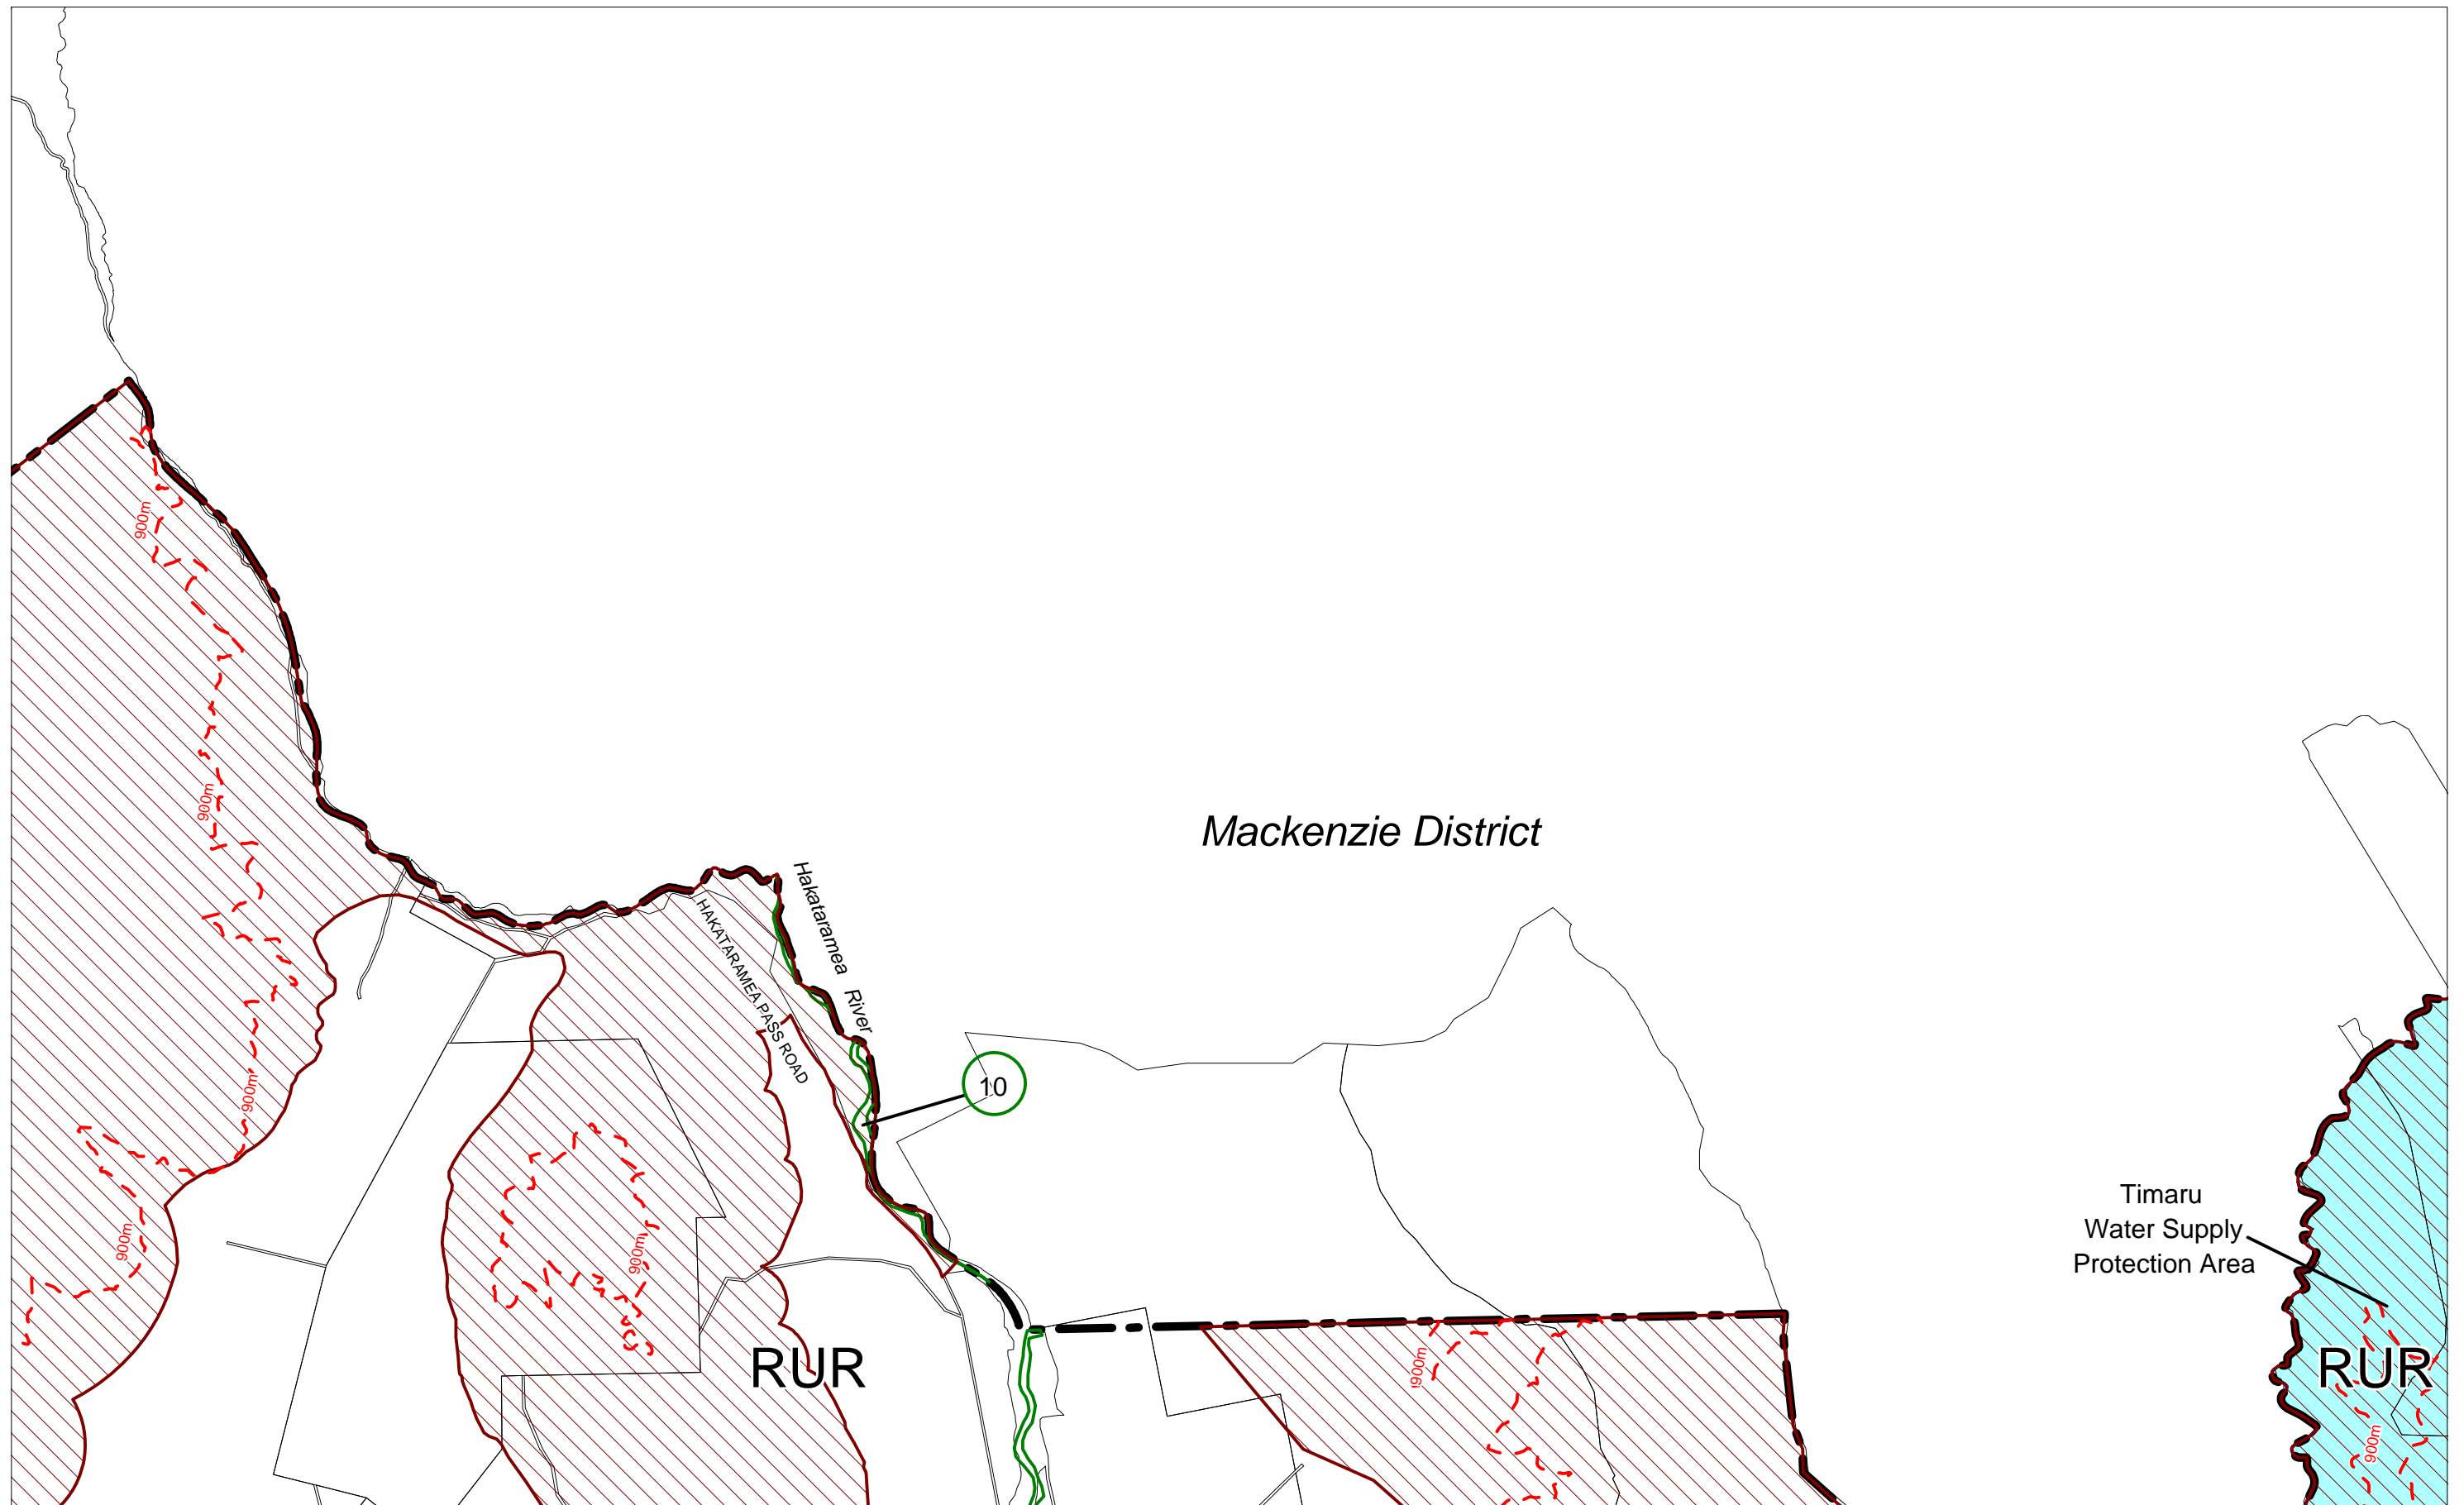 900m
900m
Mackenzie District
Hakataramea
River
HAKATARAMEA PASS ROAD
10
900m
Timaru
Water Supply
Protection Area
900m
900m
RUR
900m
RUR
900m